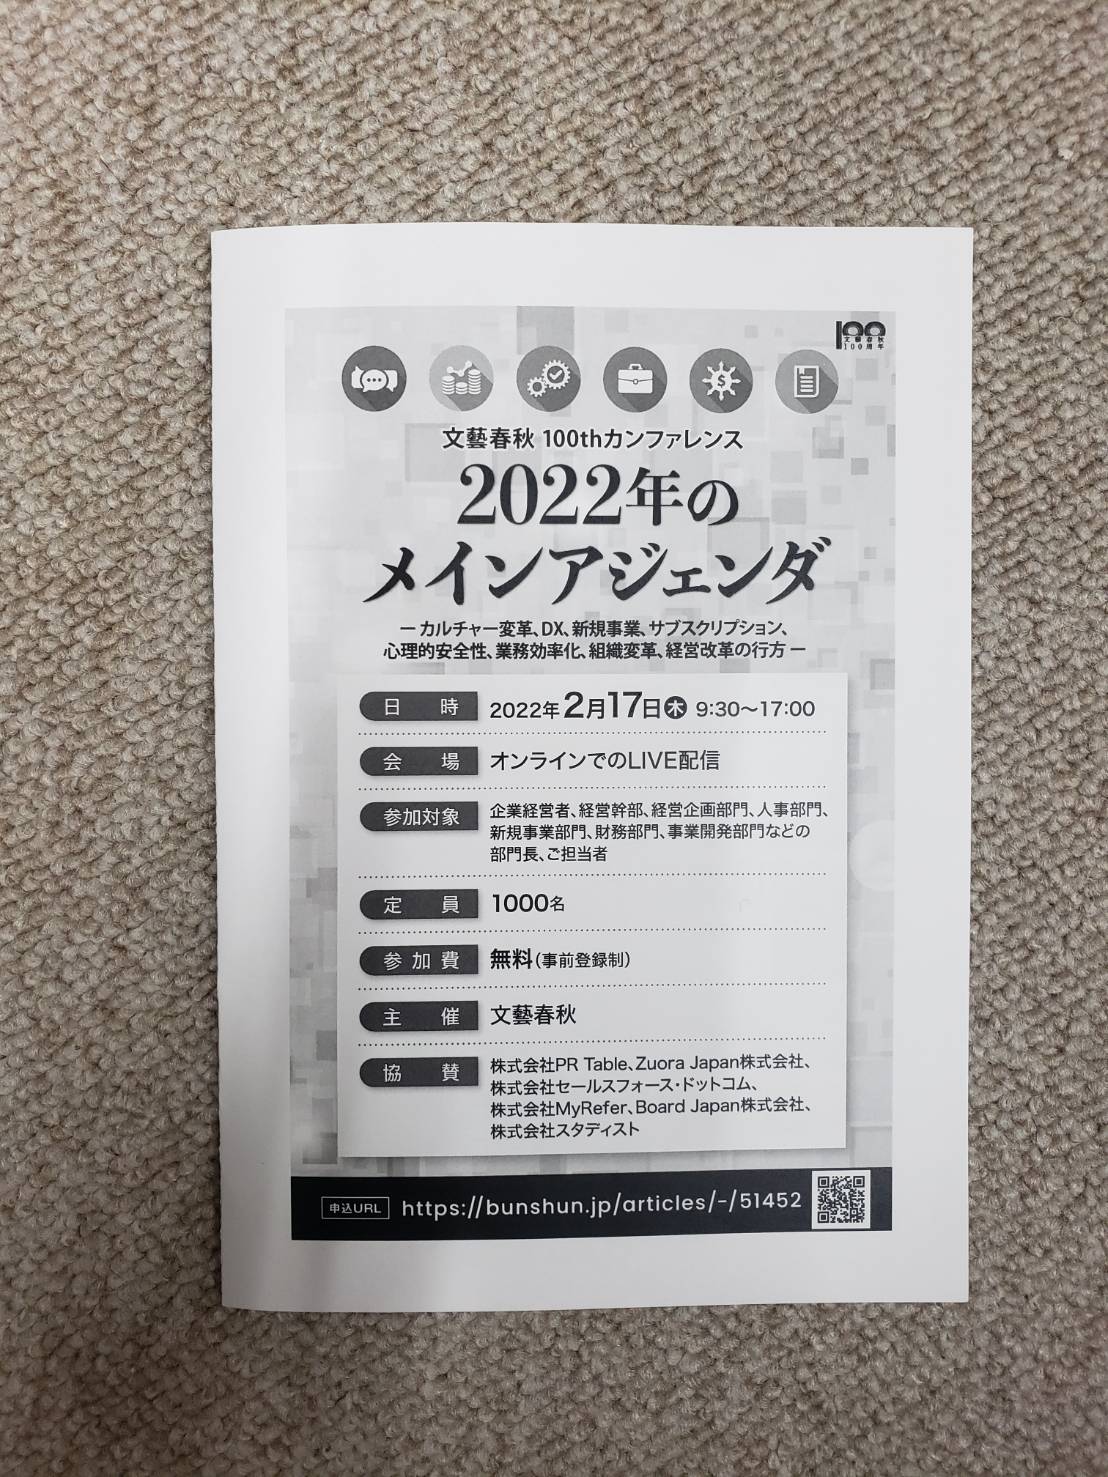 100
文藝春秋
100周年
文藝春秋 100thカンファレンス
2022年の
メインアジェンダ
ー カルチャー変革、DX、新規事業、サブスクリプション、
心理的安全性、業務効率化、組織変革、経営改革の行方 ー
日時 2022年2月17日木 9:30〜17:00
会場 オンラインでのLIVE配信
参加対象 企業経営者、経営幹部、経営企画部門、人事部門、
新規事業部門、財務部門、事業開発部門などの
部門長、ご担当者
定員 1000名
参加費 無料(事前登録制)
主催 文藝春秋
協賛 株式会社PR Table、Zuora Japan株式会社、
株式会社セールスフォース・ドットコム、
株式会社MyRefer、Board Japan株式会社、
株式会社スタディスト
申込URL https://bunshun.jp/articles/-/51452